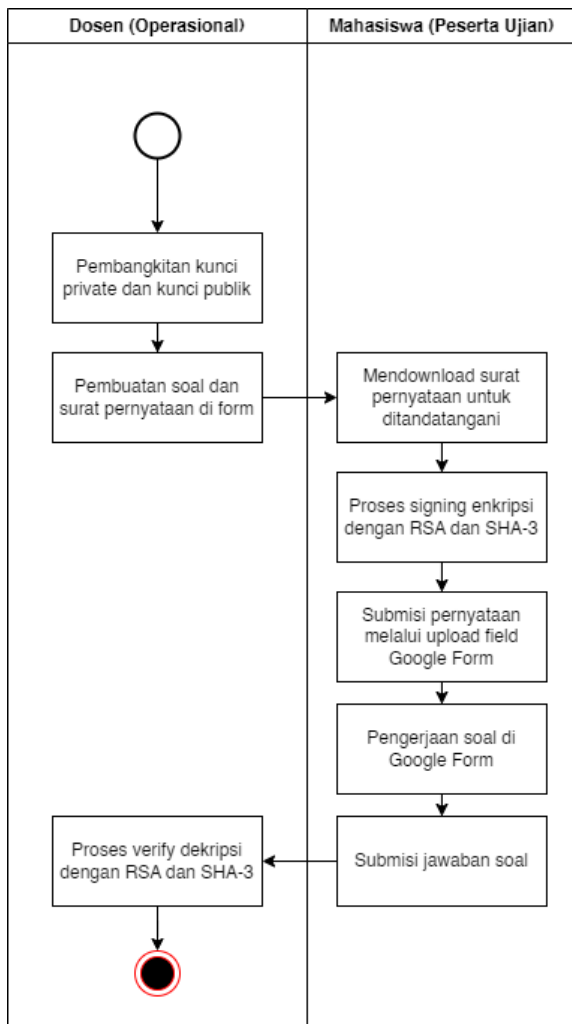 Dosen (Operasional)
Mahasiswa (Peserta Ujian)
Pembangkitan kunci
private dan kunci publik
Pembuatan soal dan
surat pernyataan di form
Mendownload surat
pernyataan untuk
ditandatangani
Proses signing enkripsi
dengan RSA dan SHA-3
Submisi pernyataan
melalui upload field
Google Form
Pengerjaan soal di
Google Form
Submisi jawaban soal
Proses verify dekripsi
dengan RSA dan SHA-3